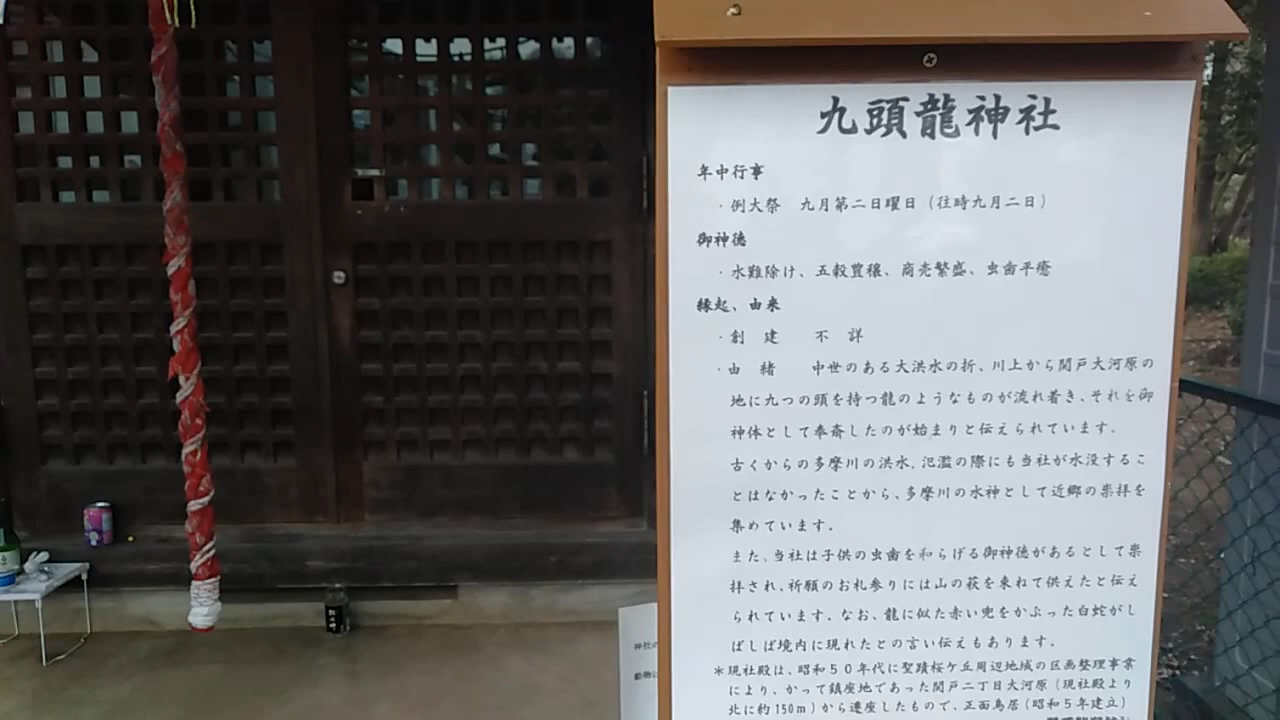 九頭龍神社
年中行事
・例大祭　九月第二日曜日（往時九月二日）
御神徳
・水難除け、五穀豊穣、商売繁盛、虫歯平癒
縁起、由来
・創　建　　不　詳
・由　緒　　中世のある大洪水の折、川上から関戸大河原の
地に九つの頭を持つ龍のようなものが流れ着き、それを御
神体として奉斎したのが始まりと伝えられています。
古くからの多摩川の洪水、氾濫の際にも当社が水没するこ
とはなかったことから、多摩川の水神として近郷の崇拝を
集めています。
また、当社は子供の虫歯を和らげる御神徳があるとして崇
拝され、祈願のお礼参りには山の萩を束ねて供えたと伝え
られています。なお、龍に似た赤い兜をかぶった白蛇がし
ばしば境内に現れたとの言い伝えもあります。
＊現社殿は、昭和５０年代に聖蹟桜ケ丘周辺地域の区画整理事業
により、かって鎮座地であった関戸二丁目大河原（現社殿より
北に約150ｍ）から遷座したもので、正面鳥居（昭和５年建立）
神社の
動物に